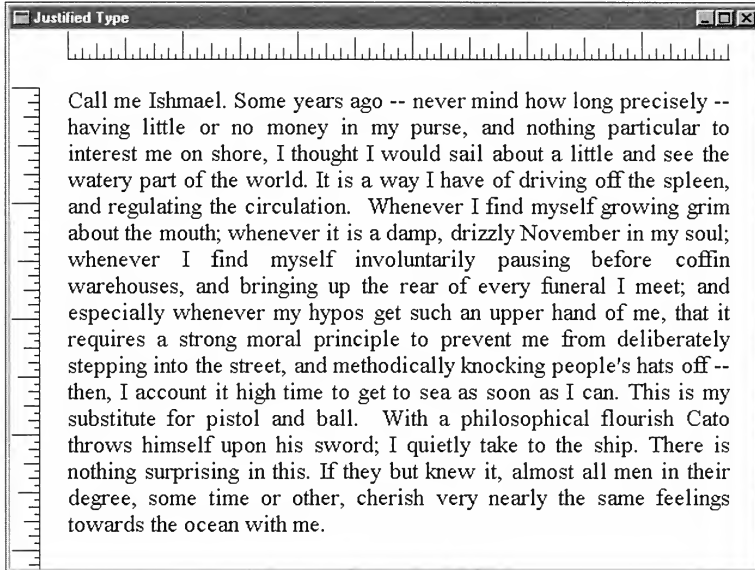 Justified Type
Call me Ishmael. Some years ago -- never mind how long precisely --
having little or no money in my purse, and nothing particular to
interest me on shore, I thought I would sail about a little and see the
watery part of the world. It is a way I have of driving off the spleen,
and regulating the circulation.  Whenever I find myself growing grim
about the mouth; whenever it is a damp, drizzly November in my soul;
whenever I find myself involuntarily pausing before coffin
warehouses, and bringing up the rear of every funeral I meet; and
especially whenever my hypos get such an upper hand of me, that it
requires a strong moral principle to prevent me from deliberately
stepping into the street, and methodically knocking people's hats off --
then, I account it high time to get to sea as soon as I can. This is my
substitute for pistol and ball.  With a philosophical flourish Cato
throws himself upon his sword; I quietly take to the ship. There is
nothing surprising in this. If they but knew it, almost all men in their
degree, some time or other, cherish very nearly the same feelings
towards the ocean with me.